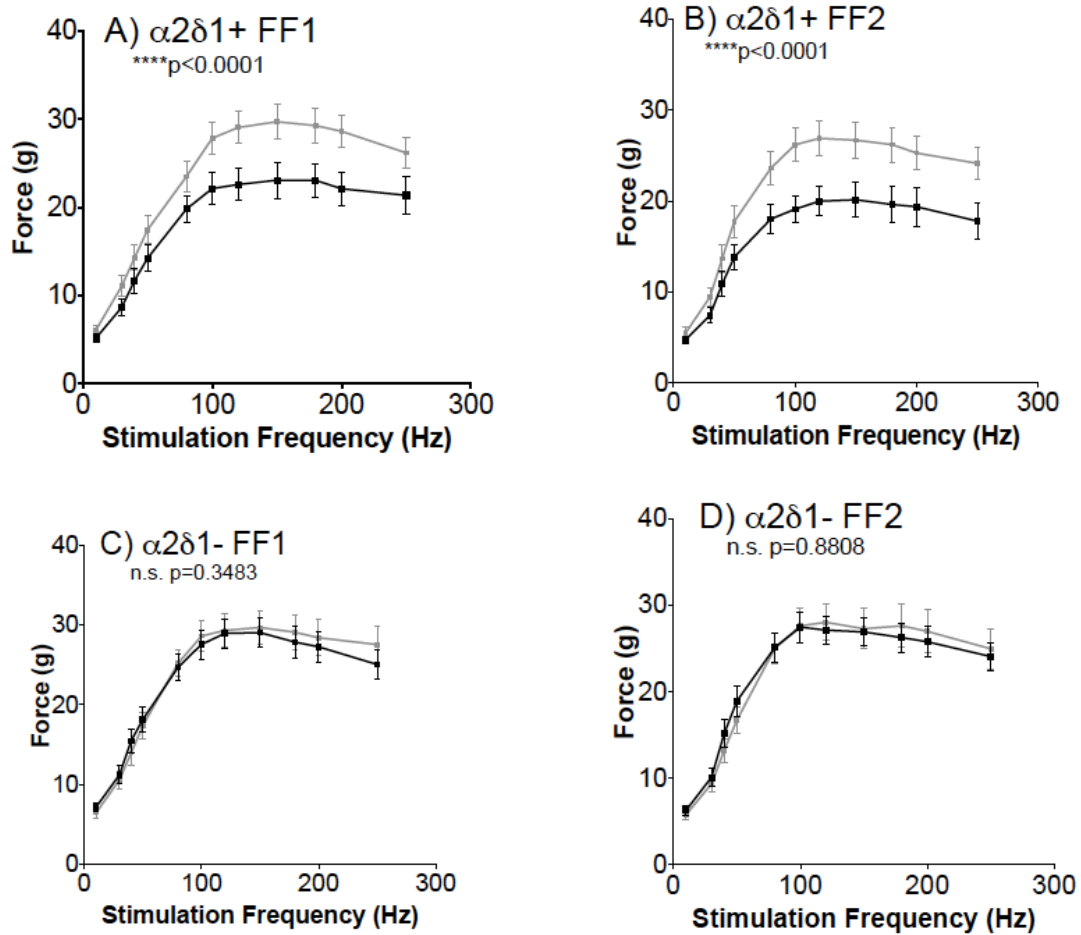 A) α2δ1+ FF1
****p<0.0001
40
30
20
10
0
Force (g)
0 100 200 300
Stimulation Frequency (Hz)
B) α2δ1+ FF2
****p<0.0001
40
30
20
10
0
Force (g)
0 100 200 300
Stimulation Frequency (Hz)
C) α2δ1- FF1
n.s. p=0.3483
40
30
20
10
0
Force (g)
0 100 200 300
Stimulation Frequency (Hz)
D) α2δ1- FF2
n.s. p=0.8808
40
30
20
10
0
Force (g)
0 100 200 300
Stimulation Frequency (Hz)